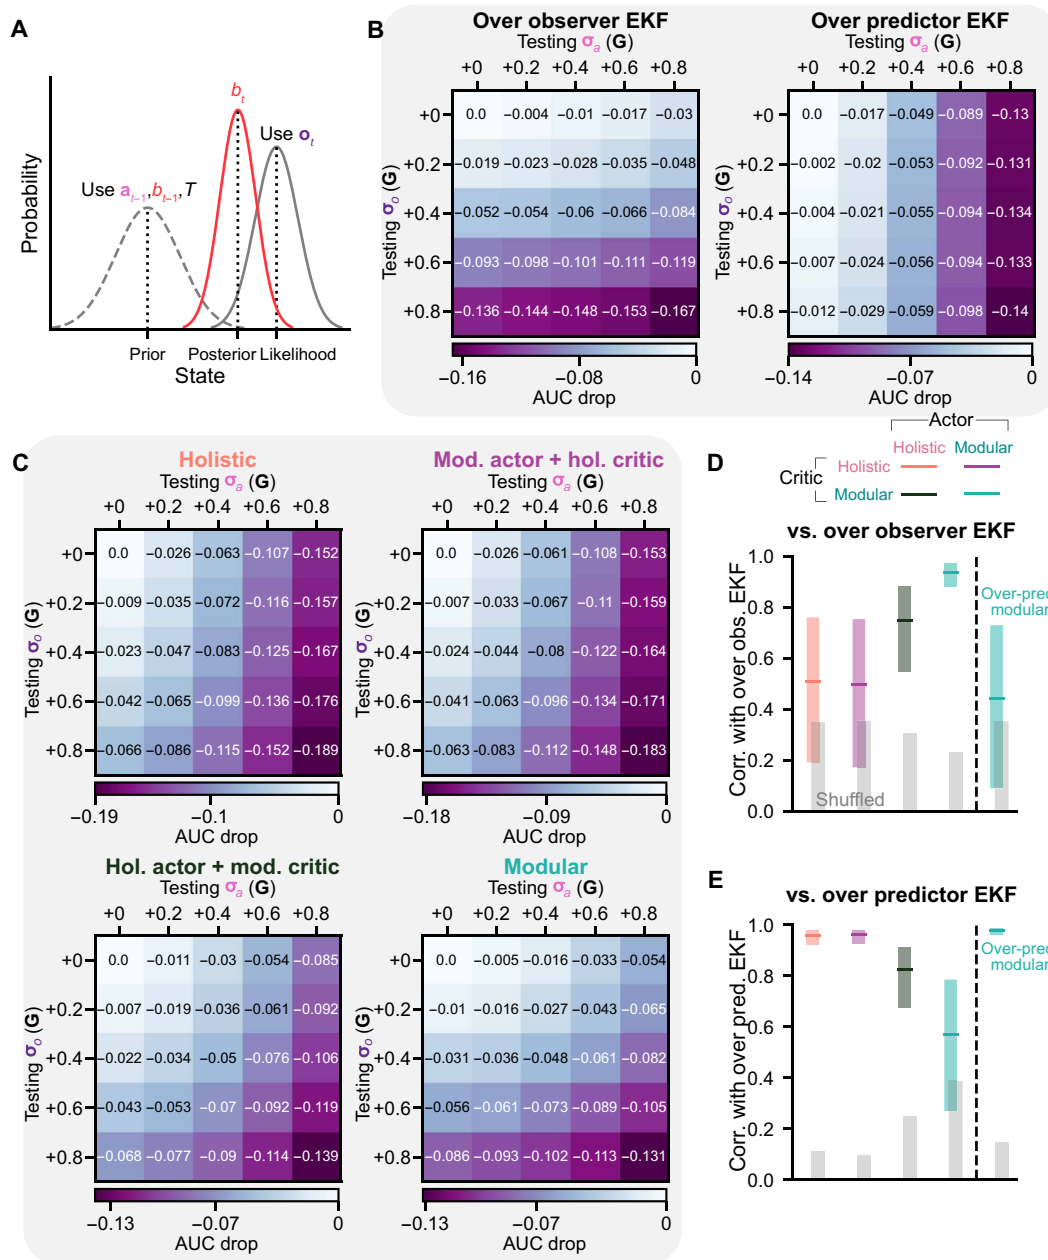 A
Probability
Use a_{t−1}, b_{t−1}, T
b_t
Use o_t
Prior
Posterior
Likelihood
State
B
Over observer EKF
Testing σ_a (G)
+0 +0.2 +0.4 +0.6 +0.8
Testing σ_o (G)
+0 0.0 −0.004 −0.01 −0.017 −0.03
+0.2 −0.019 −0.023 −0.028 −0.035 −0.048
+0.4 −0.052 −0.054 −0.06 −0.066 −0.084
+0.6 −0.093 −0.098 −0.101 −0.111 −0.119
+0.8 −0.136 −0.144 −0.148 −0.153 −0.167
−0.16 −0.08 0
AUC drop
Over predictor EKF
Testing σ_a (G)
+0 +0.2 +0.4 +0.6 +0.8
Testing σ_o (G)
+0 0.0 −0.017 −0.049 −0.089 −0.13
+0.2 −0.002 −0.02 −0.053 −0.092 −0.131
+0.4 −0.004 −0.021 −0.055 −0.094 −0.134
+0.6 −0.007 −0.024 −0.056 −0.094 −0.133
+0.8 −0.012 −0.029 −0.059 −0.098 −0.14
−0.14 −0.07 0
AUC drop
C
Holistic
Testing σ_a (G)
+0 +0.2 +0.4 +0.6 +0.8
Testing σ_o (G)
+0 0.0 −0.026 −0.063 −0.107 −0.152
+0.2 −0.009 −0.035 −0.072 −0.116 −0.157
+0.4 −0.023 −0.047 −0.083 −0.125 −0.167
+0.6 −0.042 −0.065 −0.099 −0.136 −0.176
+0.8 −0.066 −0.086 −0.115 −0.152 −0.189
−0.19 −0.1 0
AUC drop
Mod. actor + hol. critic
Testing σ_a (G)
+0 +0.2 +0.4 +0.6 +0.8
Testing σ_o (G)
+0 0.0 −0.026 −0.061 −0.108 −0.153
+0.2 −0.007 −0.033 −0.067 −0.11 −0.159
+0.4 −0.024 −0.044 −0.08 −0.122 −0.164
+0.6 −0.041 −0.063 −0.096 −0.134 −0.171
+0.8 −0.063 −0.083 −0.112 −0.148 −0.183
−0.18 −0.09 0
AUC drop
Hol. actor + mod. critic
Testing σ_a (G)
+0 +0.2 +0.4 +0.6 +0.8
Testing σ_o (G)
+0 0.0 −0.011 −0.03 −0.054 −0.085
+0.2 −0.007 −0.019 −0.036 −0.061 −0.092
+0.4 −0.022 −0.034 −0.05 −0.076 −0.106
+0.6 −0.043 −0.053 −0.07 −0.092 −0.119
+0.8 −0.068 −0.077 −0.09 −0.114 −0.139
−0.13 −0.07 0
AUC drop
Modular
Testing σ_a (G)
+0 +0.2 +0.4 +0.6 +0.8
Testing σ_o (G)
+0 0.0 −0.005 −0.016 −0.033 −0.054
+0.2 −0.01 −0.016 −0.027 −0.043 −0.065
+0.4 −0.031 −0.036 −0.048 −0.061 −0.082
+0.6 −0.056 −0.061 −0.073 −0.089 −0.105
+0.8 −0.086 −0.093 −0.102 −0.113 −0.131
−0.13 −0.07 0
AUC drop
Actor
Holistic Modular
Critic
Holistic
Modular
D
vs. over observer EKF
Corr. with over obs. EKF
1.0
0.8
0.6
0.4
0.2
0.0
Over-pred
modular
Shuffled
E
vs. over predictor EKF
Corr. with over pred. EKF
1.0
0.8
0.6
0.4
0.2
0.0
Over-pred
modular